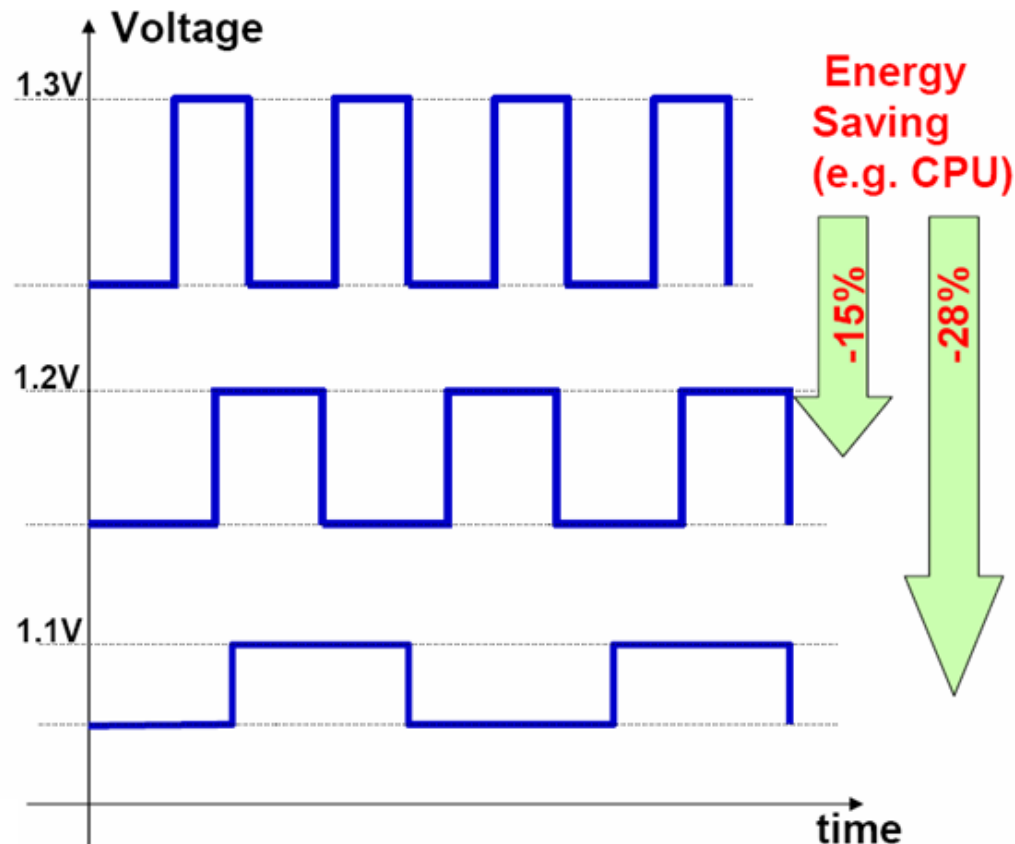 Voltage
1.3V
Energy
Saving
(e.g. CPU)
-15%
-28%
1.2V
1.1V
time